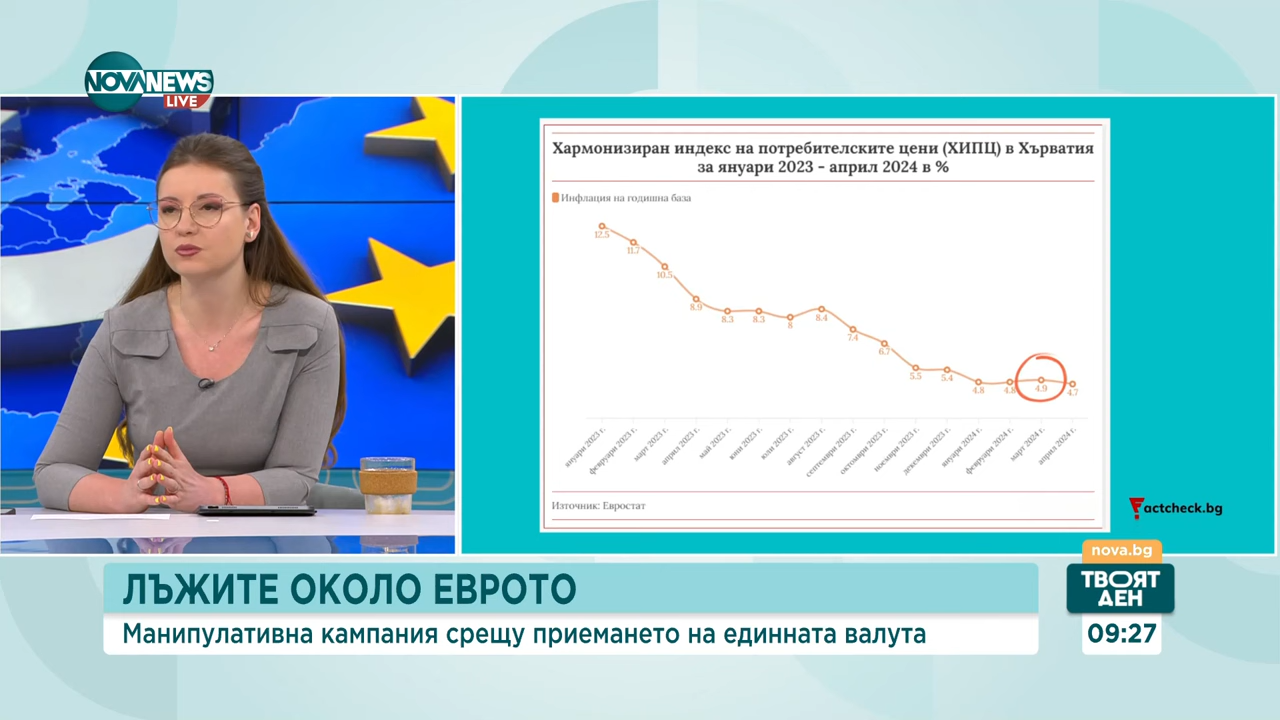 NOVANEWS
LIVE
Хармонизиран индекс на потребителските цени (ХИПЦ) в Хърватия
за януари 2023 - април 2024 в %
Инфлация на годишна база
12.5
11.7
10.5
8.9
8.3
8.3
8
8.4
7.4
6.7
5.5
5.4
4.8
4.8
4.9
4.7
януари 2023 г.
февруари 2023 г.
март 2023 г.
април 2023 г.
май 2023 г.
юни 2023 г.
юли 2023 г.
август 2023 г.
септември 2023 г.
октомври 2023 г.
ноември 2023 г.
декември 2023 г.
януари 2024 г.
февруари 2024 г.
март 2024 г.
април 2024 г.
Източник: Евростат
Factcheck.bg
nova.bg
ТВОЯТ
ДЕН
09:27
ЛЪЖИТЕ ОКОЛО ЕВРОТО
Манипулативна кампания срещу приемането на единната валута